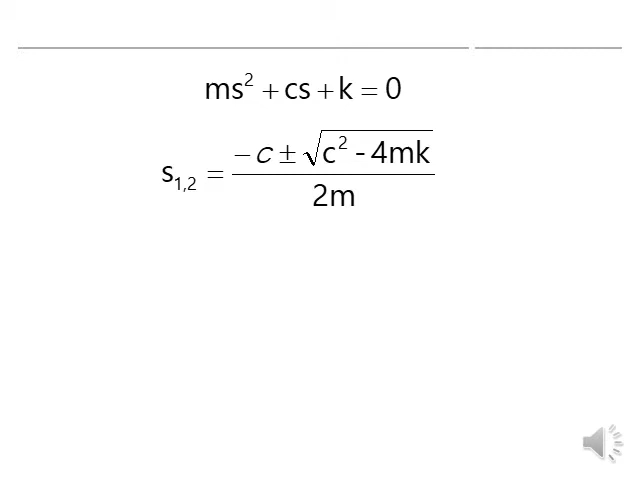 ms² + cs + k = 0
s₁,₂ = (−c ± √(c² - 4mk)) / 2m